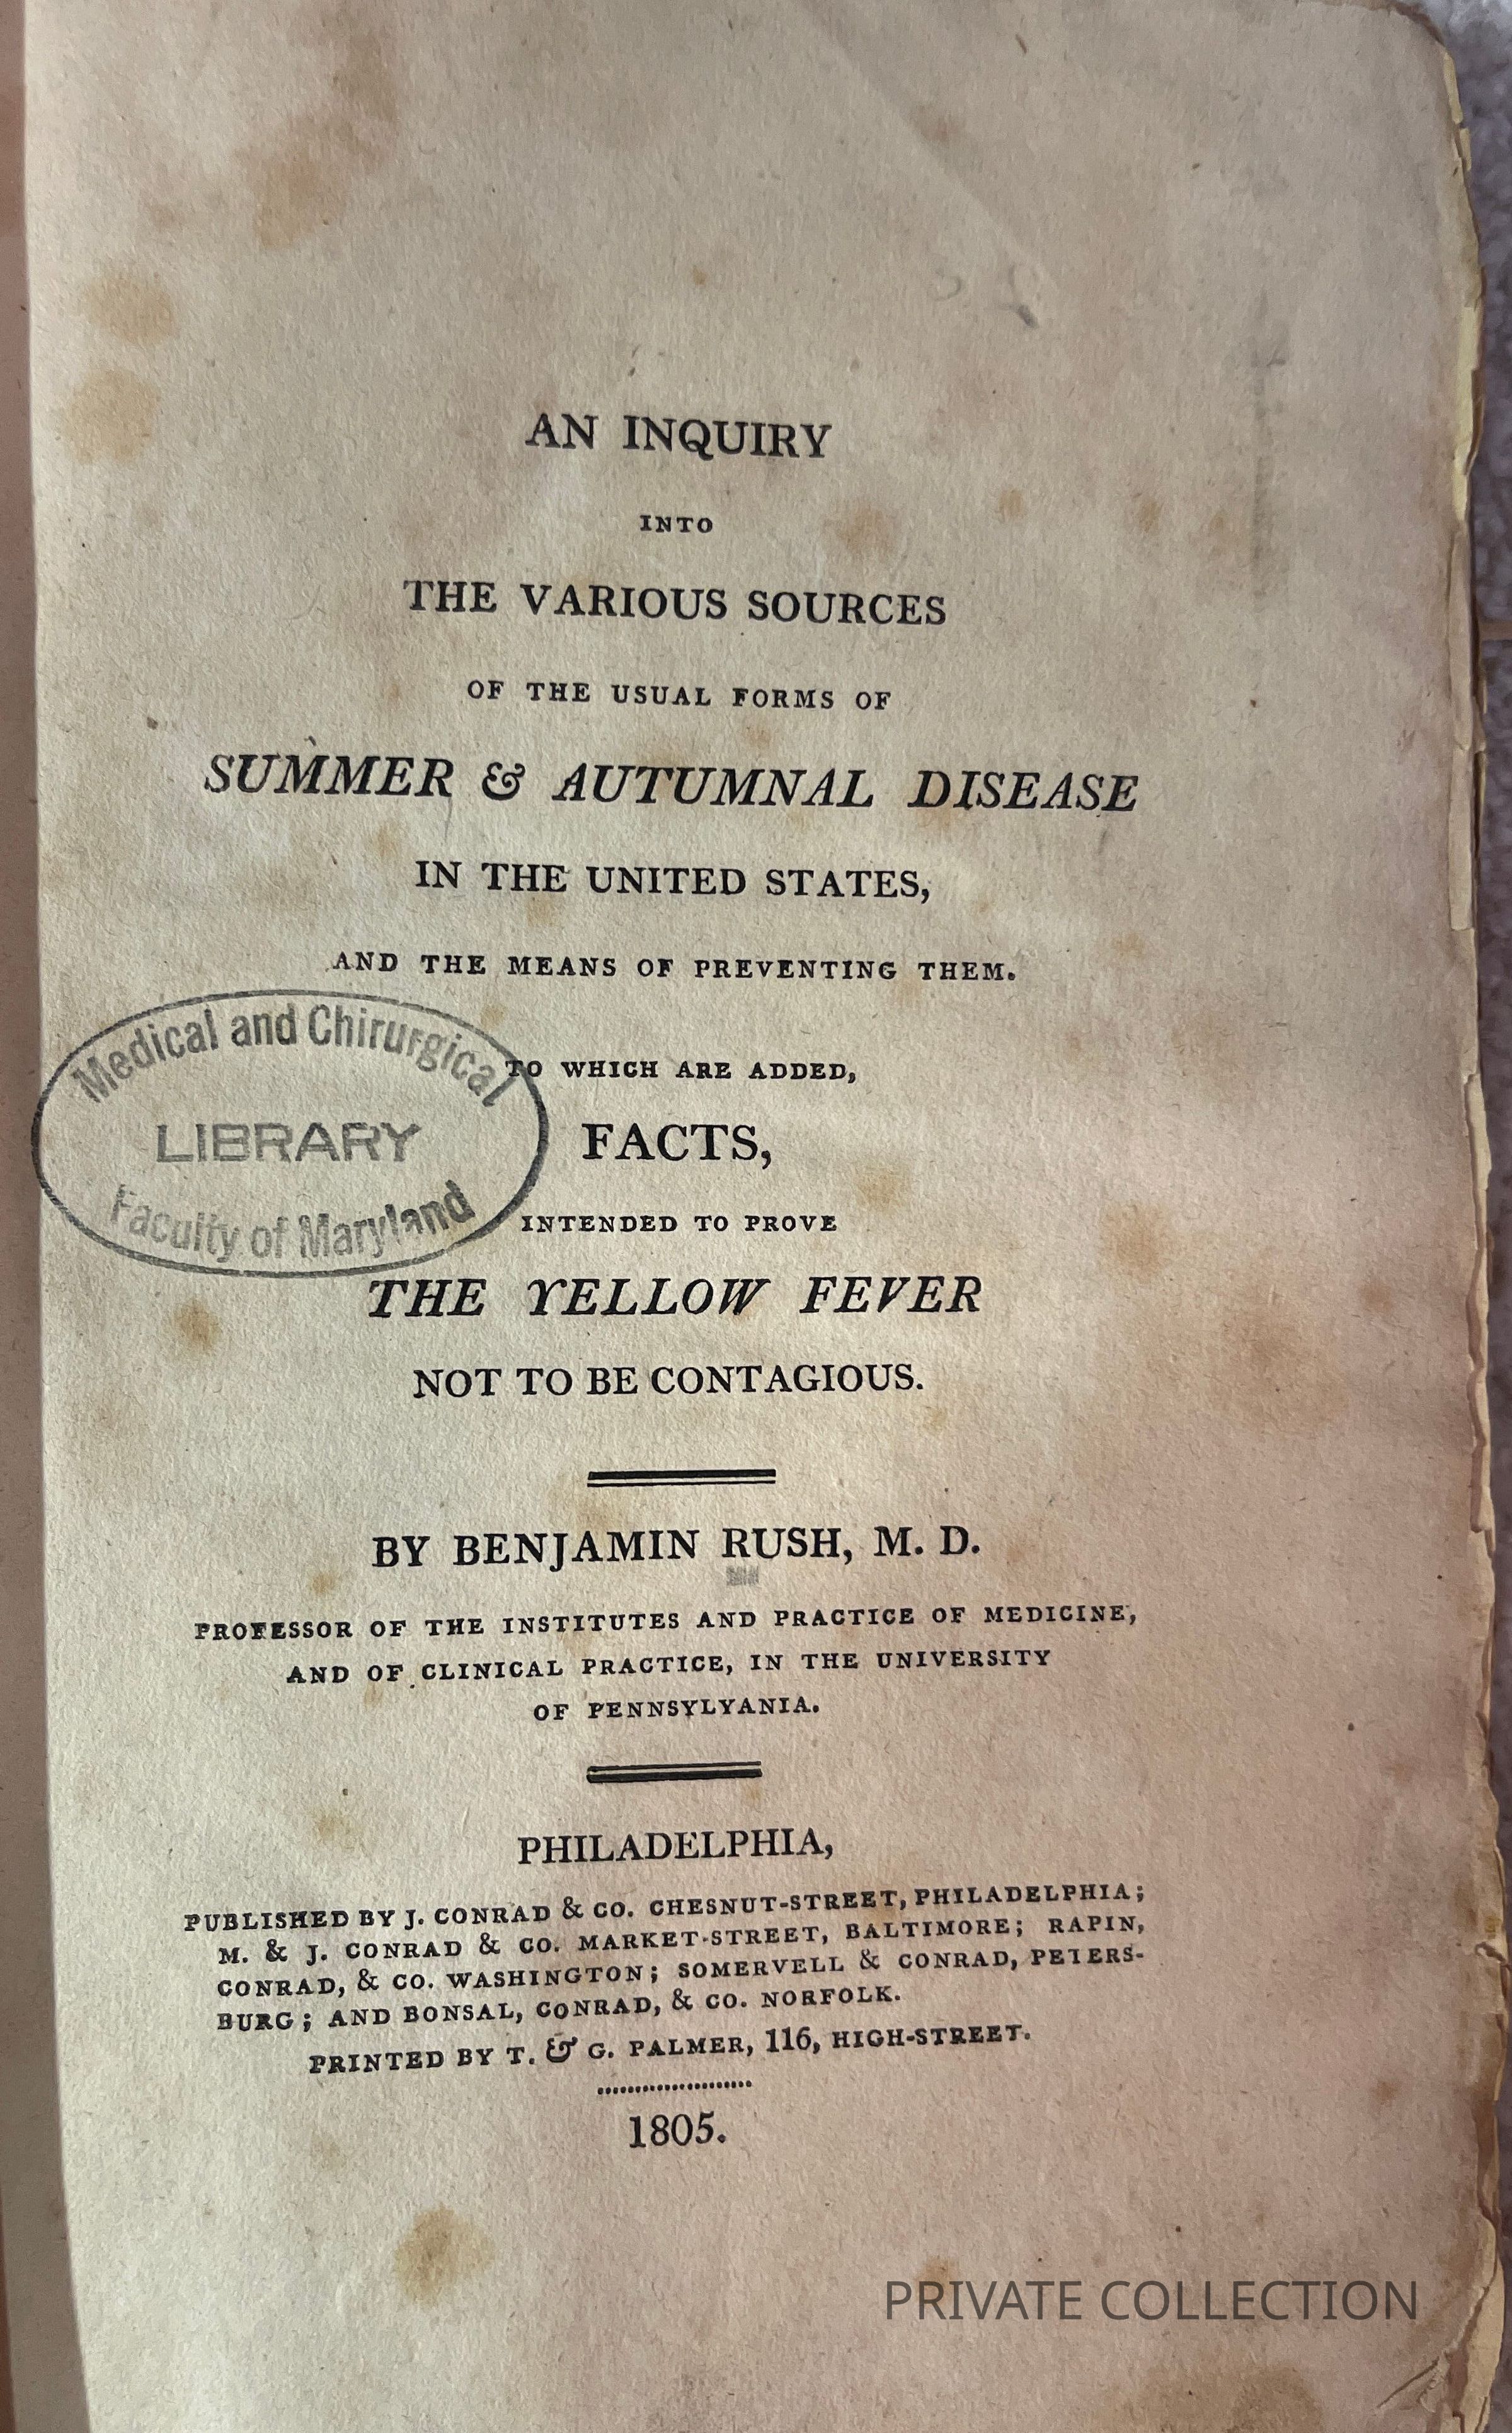 AN INQUIRY
INTO
THE VARIOUS SOURCES
OF THE USUAL FORMS OF
SUMMER & AUTUMNAL DISEASE
IN THE UNITED STATES,
AND THE MEANS OF PREVENTING THEM.
Medical and Chirurgical
LIBRARY
Faculty of Maryland
TO WHICH ARE ADDED,
FACTS,
INTENDED TO PROVE
THE YELLOW FEVER
NOT TO BE CONTAGIOUS.
BY BENJAMIN RUSH, M. D.
PROFESSOR OF THE INSTITUTES AND PRACTICE OF MEDICINE,
AND OF CLINICAL PRACTICE, IN THE UNIVERSITY
OF PENNSYLYANIA.
PHILADELPHIA,
PUBLISHED BY J. CONRAD & CO. CHESNUT-STREET, PHILADELPHIA;
M. & J. CONRAD & CO. MARKET-STREET, BALTIMORE; RAPIN,
CONRAD, & CO. WASHINGTON; SOMERVELL & CONRAD, PETERS-
BURG; AND BONSAL, CONRAD, & CO. NORFOLK.
PRINTED BY T. & G. PALMER, 116, HIGH-STREET.
1805.
PRIVATE COLLECTION